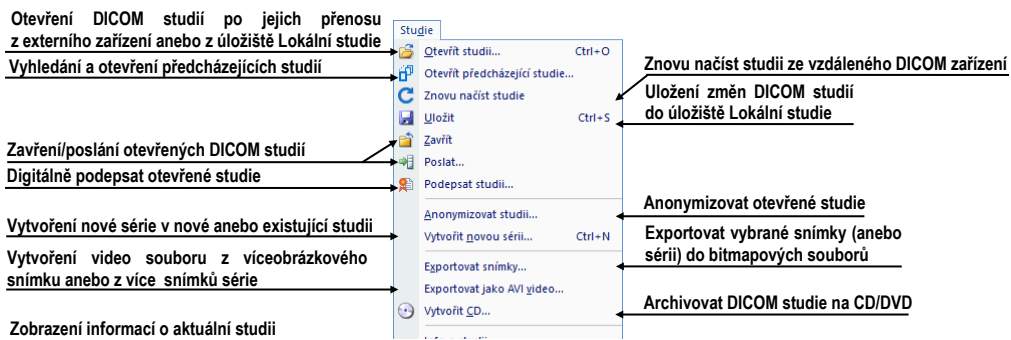 Otevření DICOM studií po jejich přenosu
z externího zařízení anebo z úložiště Lokální studie
Vyhledání a otevření předcházejících studií
Zavření/poslání otevřených DICOM studií
Digitálně podepsat otevřené studie
Vytvoření nové série v nové anebo existující studii
Vytvoření video souboru z víceobrázkového
snímku anebo z více snímků série
Zobrazení informací o aktuální studii
Studie
Otevřít studii... Ctrl+O
Otevřít předcházející studie...
Znovu načíst studii
Uložit Ctrl+S
Zavřít
Poslat...
Podepsat studii...
Anonymizovat studii...
Vytvořit novou sérii... Ctrl+N
Exportovat snímky...
Exportovat jako AVI video...
Vytvořit CD...
Znovu načíst studii ze vzdáleného DICOM zařízení
Uložení změn DICOM studií
do úložiště Lokální studie
Anonymizovat otevřené studie
Exportovat vybrané snímky (anebo
sérii) do bitmapových souborů
Archivovat DICOM studie na CD/DVD